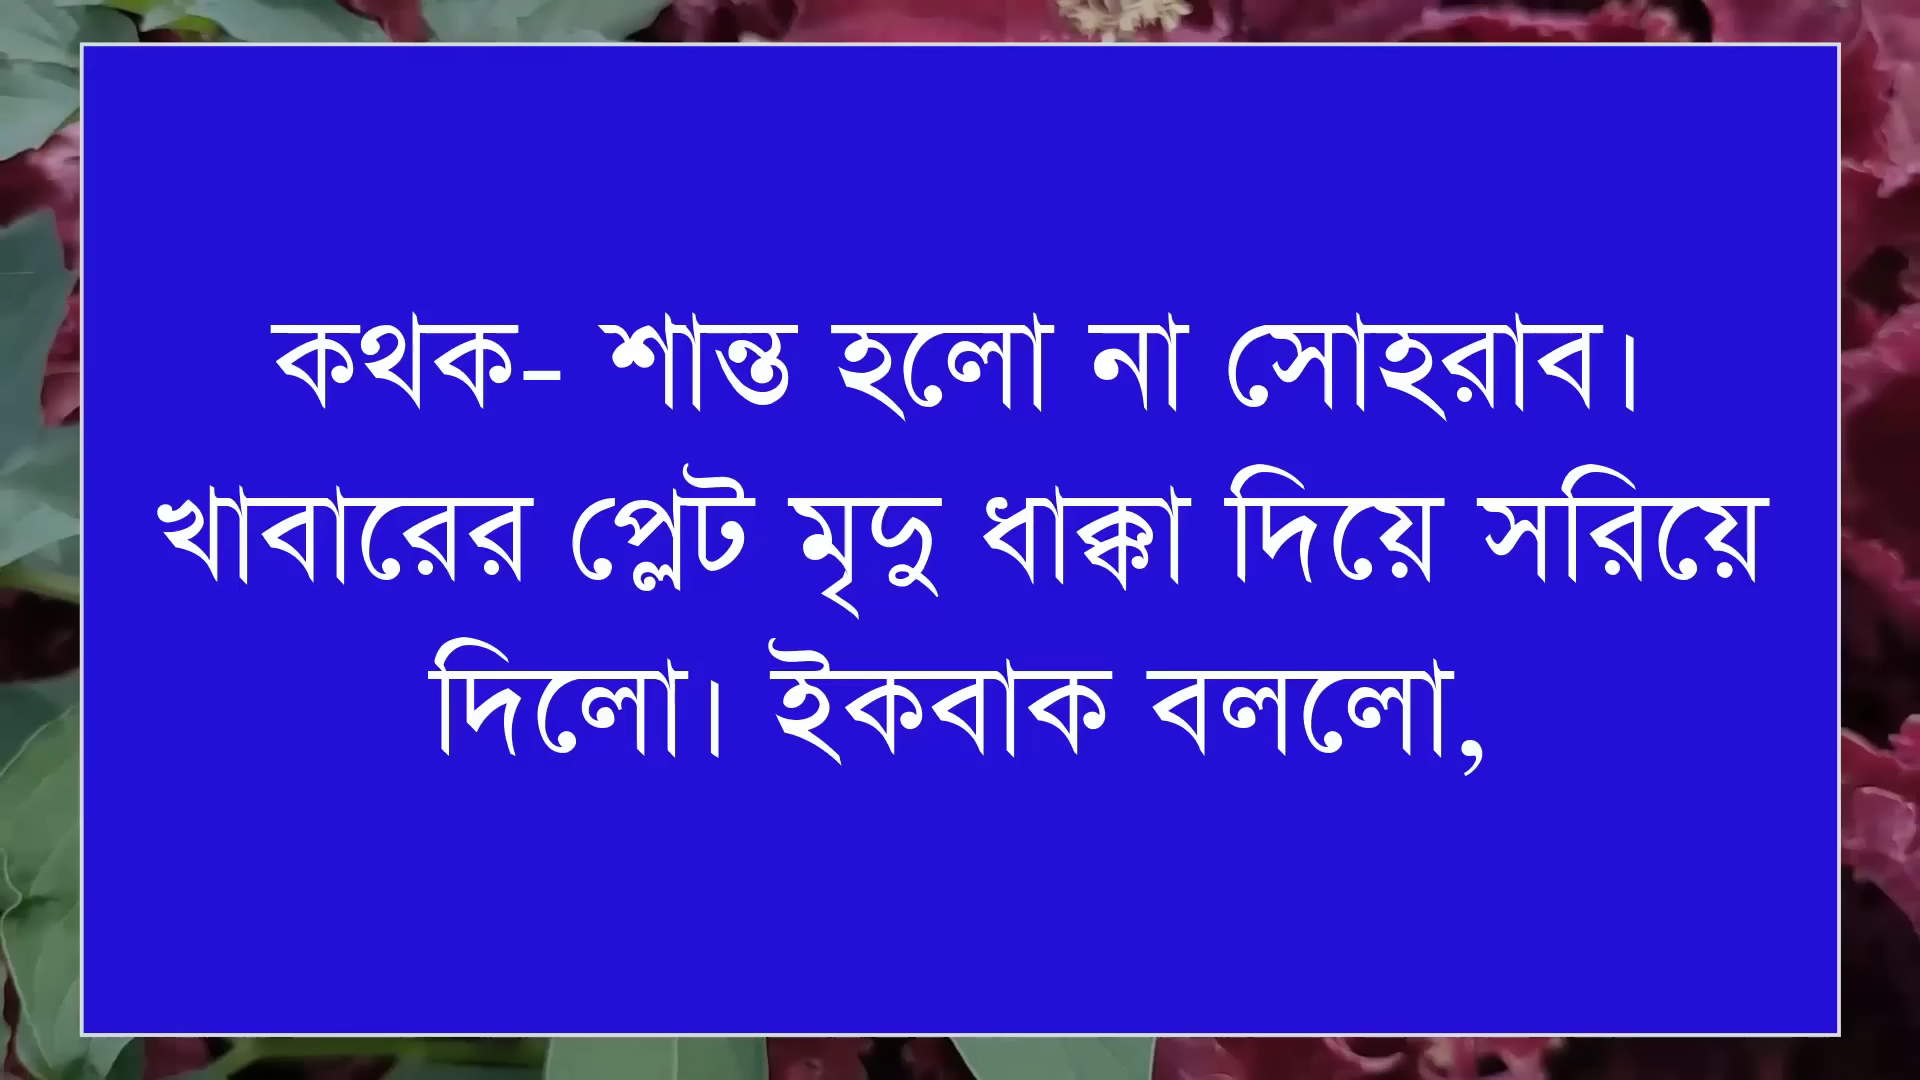 কথক- শান্ত হলো না সোহরাব।
খাবারের প্লেট মৃদু ধাক্কা দিয়ে সরিয়ে
দিলো। ইকবাক বললো,